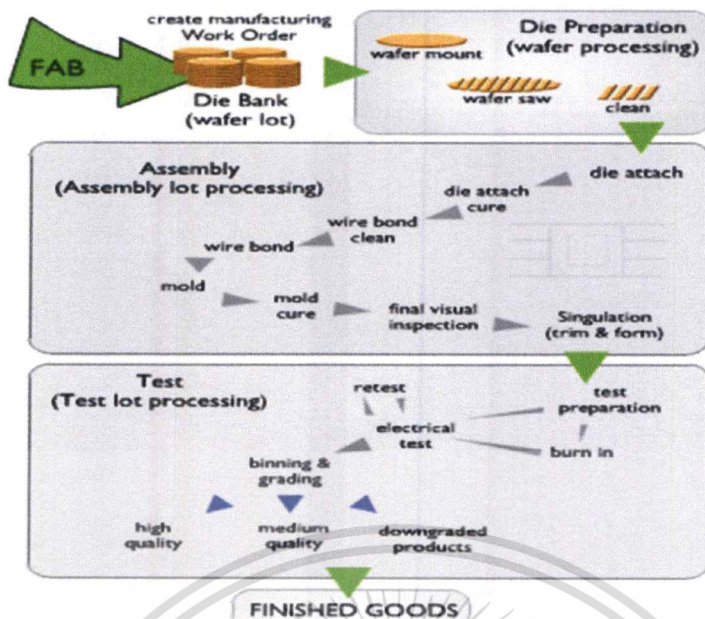 create manufacturing
Work Order
FAB
Die Bank
(wafer lot)
Die Preparation
(wafer processing)
wafer mount
wafer saw
clean
Assembly
(Assembly lot processing)
die attach
die attach
cure
wire bond
clean
wire bond
mold
mold
cure
final visual
inspection
Singulation
(trim & form)
Test
(Test lot processing)
retest
test
preparation
electrical
test
burn in
binning &
grading
high
quality
medium
quality
downgraded
products
FINISHED GOODS